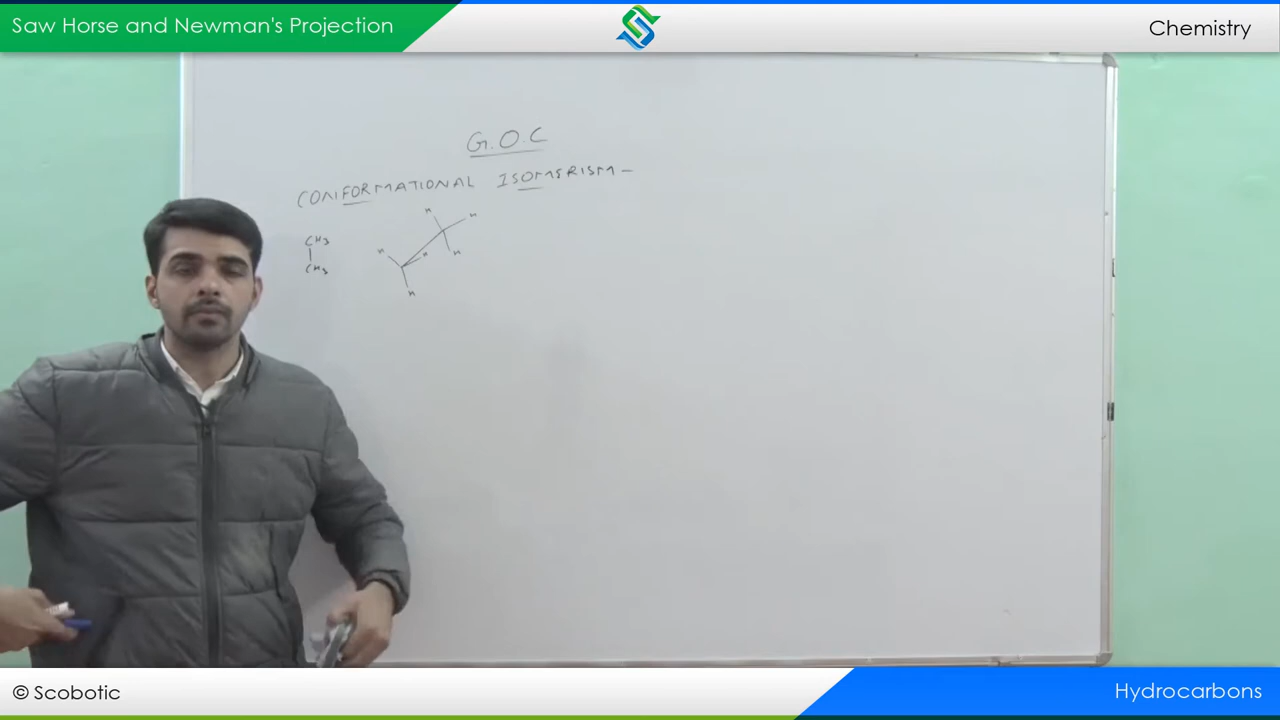 Saw Horse and Newman's Projection
Chemistry
G.O.C
CONFORMATIONAL ISOMERISM –
CH3
CH3
H H
H H H
H
© Scobotic
Hydrocarbons